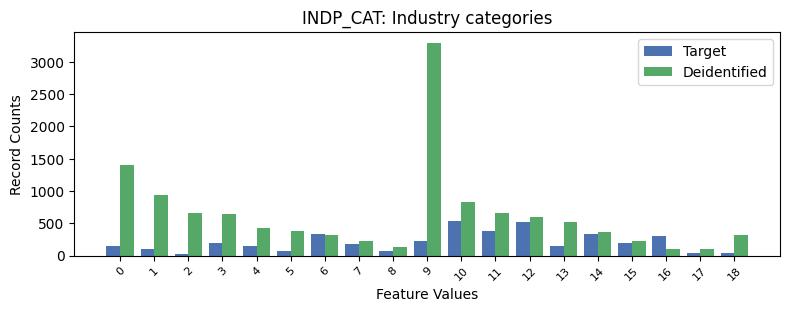 INDP_CAT: Industry categories
Target
Deidentified
Record Counts
3000
2500
2000
1500
1000
500
0
0 1 2 3 4 5 6 7 8 9 10 11 12 13 14 15 16 17 18
Feature Values